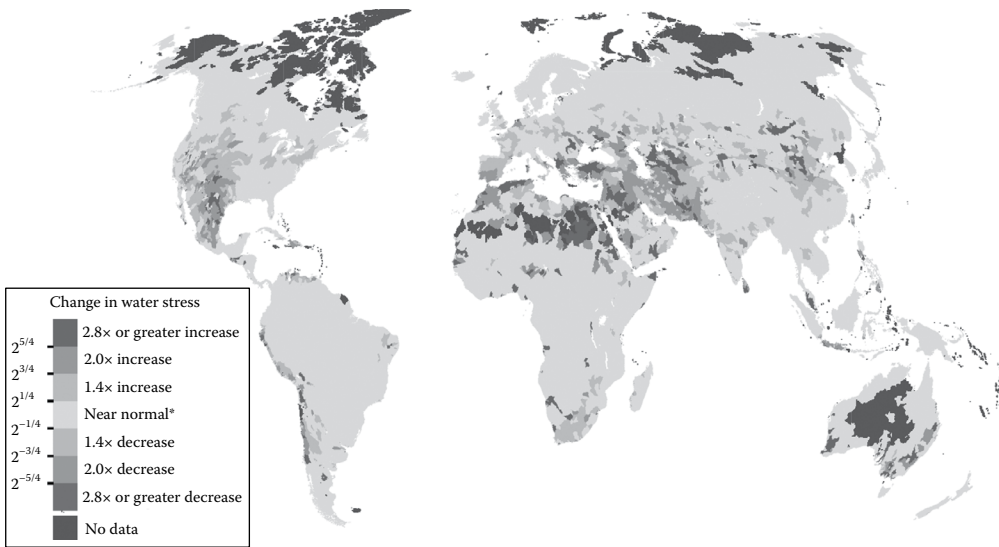 Change in water stress
2.8× or greater increase
2^5/4
2.0× increase
2^3/4
1.4× increase
2^1/4
Near normal*
2^−1/4
1.4× decrease
2^−3/4
2.0× decrease
2^−5/4
2.8× or greater decrease
No data